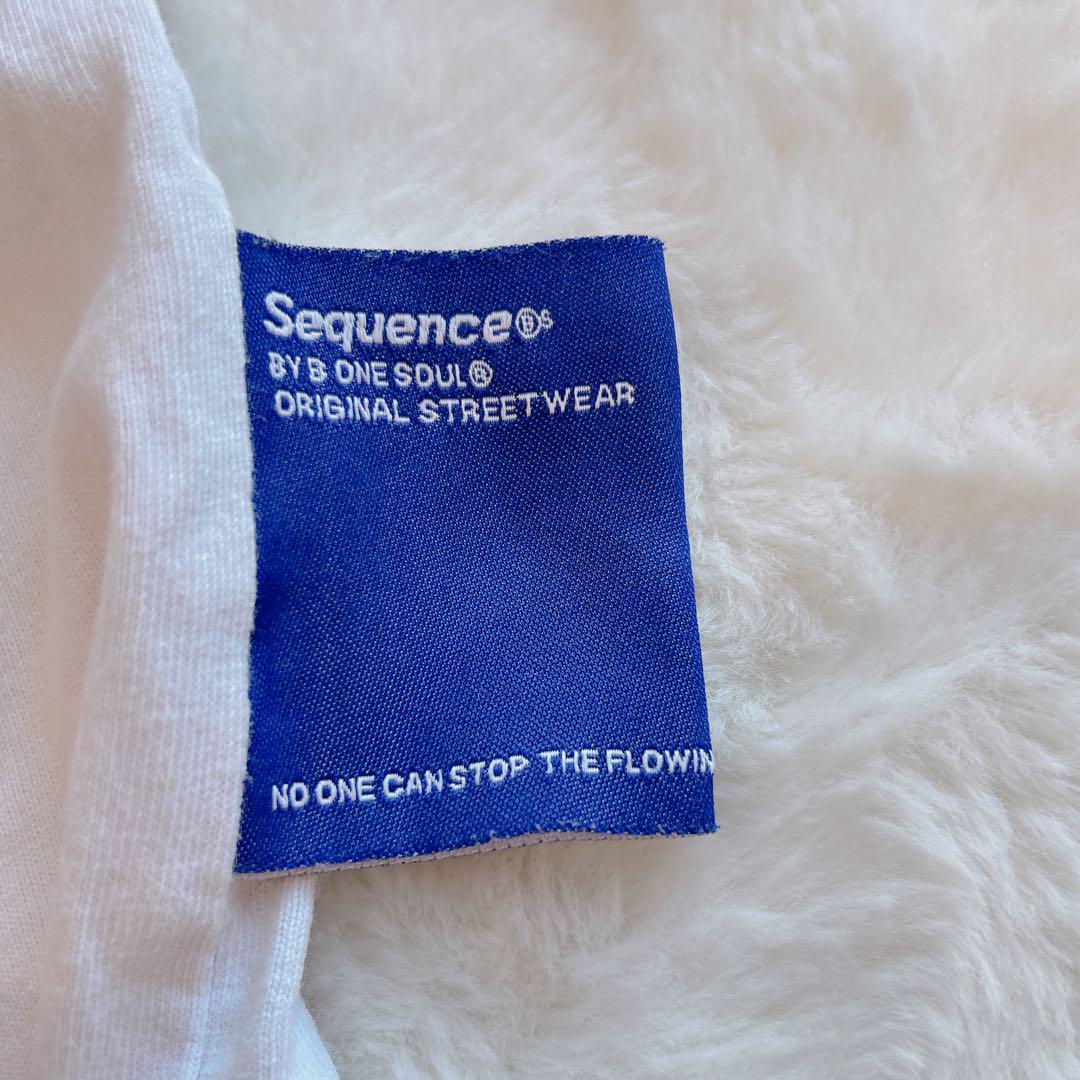 Sequence®s
BY B ONE SOUL®
ORIGINAL STREETWEAR
NO ONE CAN STOP THE FLOWIN